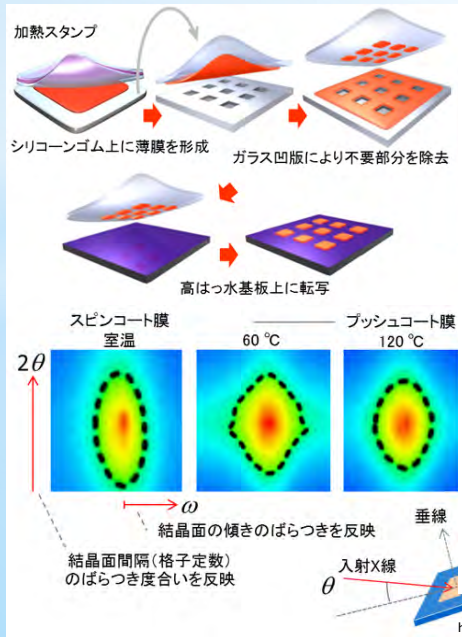 加熱スタンプ
シリコーンゴム上に薄膜を形成
ガラス凹版により不要部分を除去
高はっ水基板上に転写
スピンコート膜
室温
プッシュコート膜
60 ℃
120 ℃
2θ
ω
結晶面の傾きのばらつきを反映
結晶面間隔(格子定数)
のばらつき度合いを反映
垂線
入射X線
θ
h